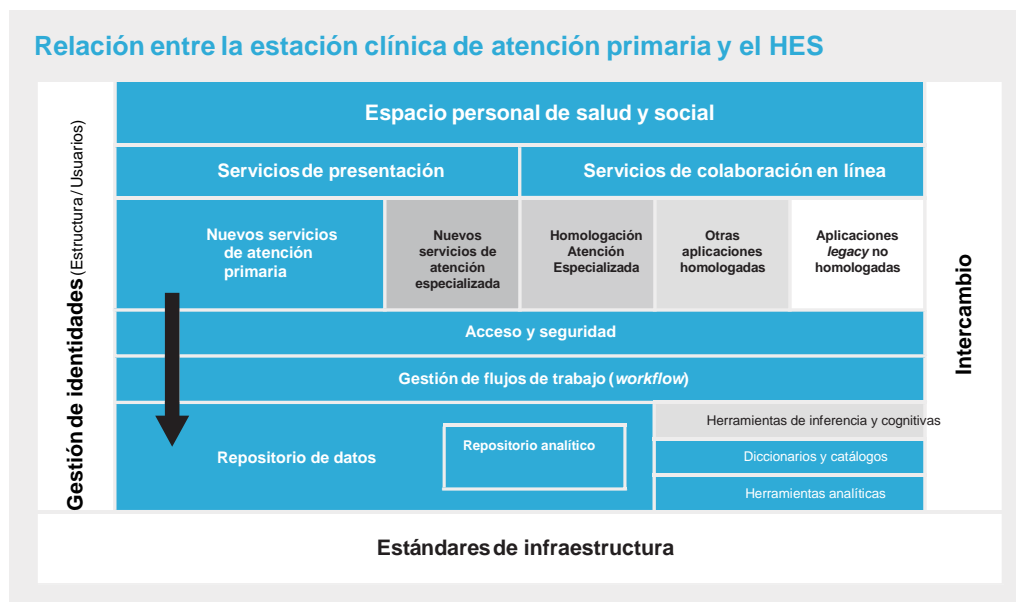 Relación entre la estación clínica de atención primaria y el HES
Gestión de identidades (Estructura / Usuarios)
Espacio personal de salud y social
Servicios de presentación
Servicios de colaboración en línea
Nuevos servicios
de atención
primaria
Nuevos
servicios de
atención
especializada
Homologación
Atención
Especializada
Otras
aplicaciones
homologadas
Aplicaciones
legacy no
homologadas
Acceso y seguridad
Gestión de flujos de trabajo (workflow)
Repositorio de datos
Repositorio analítico
Herramientas de inferencia y cognitivas
Diccionarios y catálogos
Herramientas analíticas
Intercambio
Estándares de infraestructura